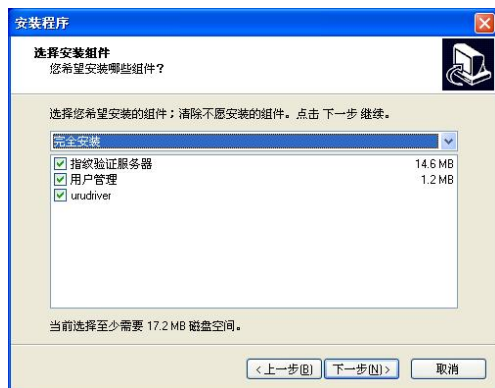 安装程序
选择安装组件
您希望安装哪些组件?
选择您希望安装的组件；清除不愿安装的组件。点击 下一步 继续。
完全安装
指纹验证服务器 14.6 MB
用户管理 1.2 MB
urudriver
当前选择至少需要 17.2 MB 磁盘空间。
<上一步(B) 下一步(N)> 取消